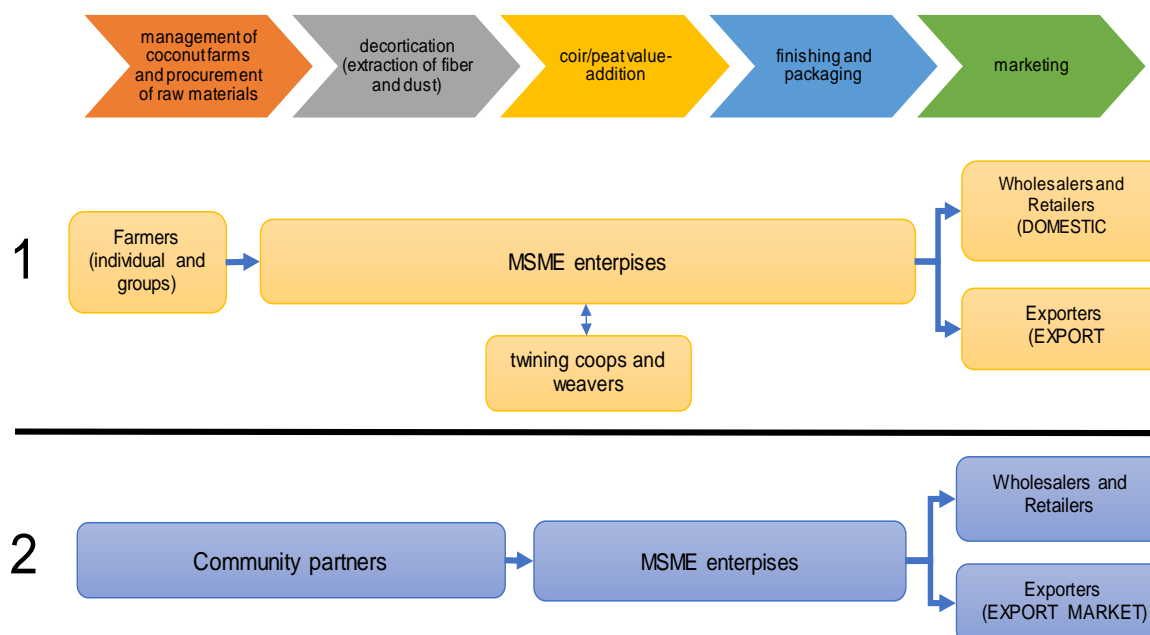 management of
coconut farms
and procurement
of raw materials
decortication
(extraction of fiber
and dust)
coir/peat value-
addition
finishing and
packaging
marketing
1
Farmers
(individual and
groups)
MSME enterpises
twining coops and
weavers
Wholesalers and
Retailers
(DOMESTIC
Exporters
(EXPORT
2
Community partners
MSME enterpises
Wholesalers and
Retailers
Exporters
(EXPORT MARKET)